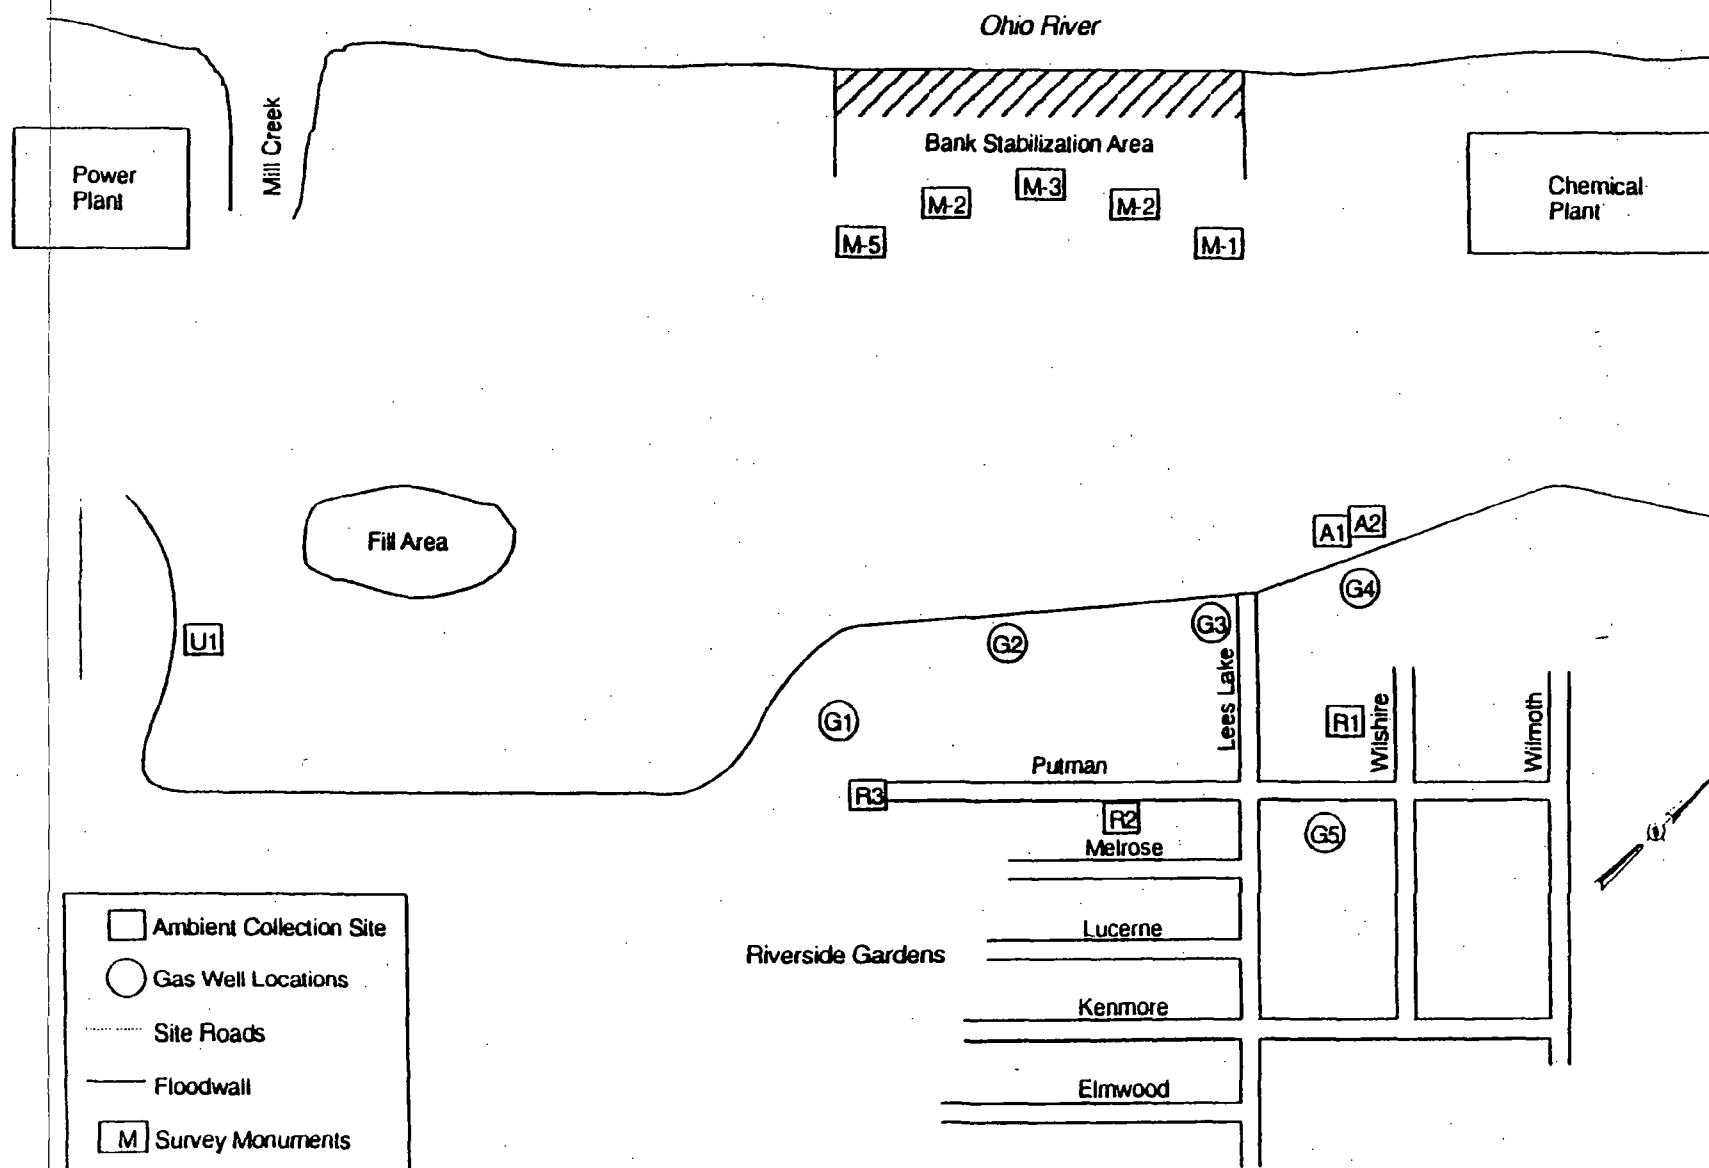 Ohio River
Mill Creek
Power
Plant
Bank Stabilization Area
Chemical
Plant
M-3
M-2
M-2
M-5
M-1
Fill Area
A1
A2
G4
U1
G3
G2
G1
Lees Lake
R1
Wilshire
Wilmoth
Putman
R3
R2
G5
Melrose
Lucerne
Riverside Gardens
Kenmore
Elmwood
Ambient Collection Site
Gas Well Locations
Site Roads
Floodwall
M Survey Monuments